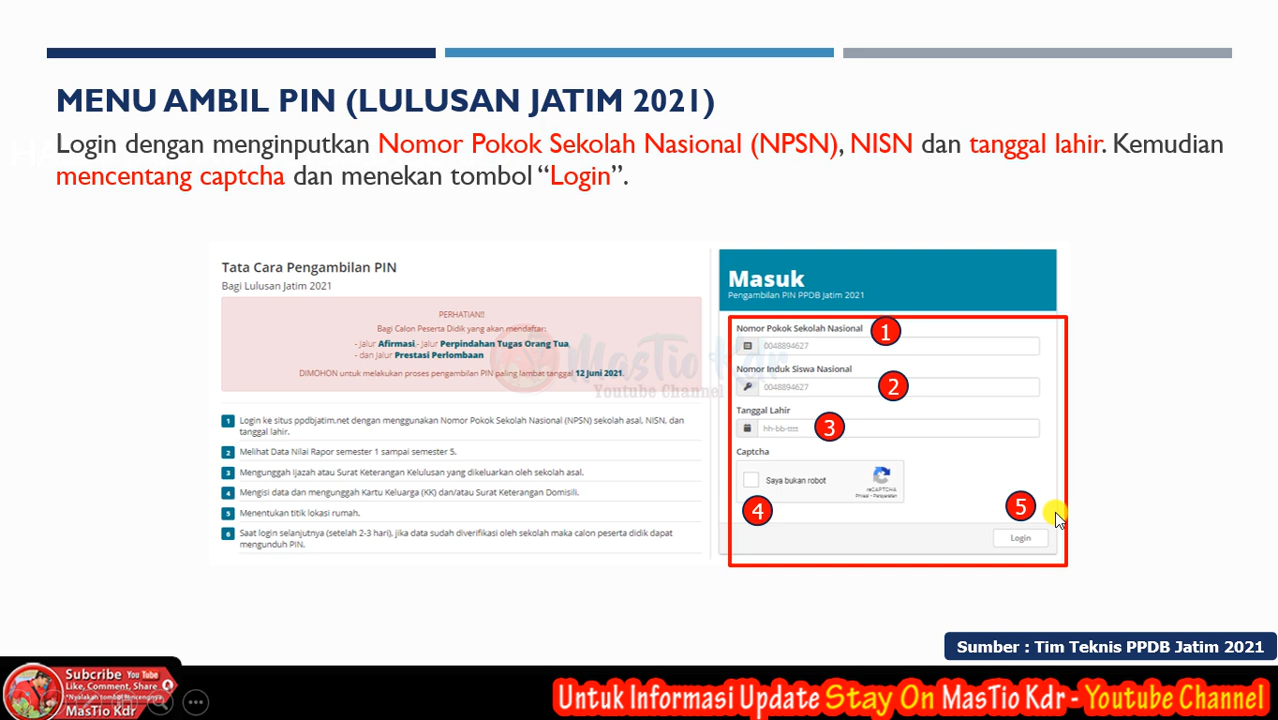 MENU AMBIL PIN (LULUSAN JATIM 2021)
Login dengan menginputkan Nomor Pokok Sekolah Nasional (NPSN), NISN dan tanggal lahir. Kemudian
mencentang captcha dan menekan tombol “Login”.
Tata Cara Pengambilan PIN
Bagi Lulusan Jatim 2021
PERHATIAN!!
Bagi Calon Peserta Didik yang akan mendaftar:
- jalur Afirmasi,- Jalur Perpindahan Tugas Orang Tua,
- dan jalur Prestasi Perlombaan
DIMOHON untuk melakukan proses pengambilan PIN paling lambat tanggal 12 Juni 2021.
1 Login ke situs ppdbjatim.net dengan menggunakan Nomor Pokok Sekolah Nasional (NPSN) sekolah asal, NISN, dan
tanggal lahir.
2 Melihat Data Nilai Rapor semester 1 sampai semester 5.
3 Mengunggah Ijazah atau Surat Keterangan Kelulusan yang dikeluarkan oleh sekolah asal.
4 Mengisi data dan mengunggah Kartu Keluarga (KK) dan/atau Surat Keterangan Domisili.
5 Menentukan titik lokasi rumah.
6 Saat login selanjutnya (setelah 2-3 hari), jika data sudah diverifikasi oleh sekolah maka calon peserta didik dapat
mengunduh PIN.
MasTio Kdr
Youtube Channel
Masuk
Pengambilan PIN PPDB Jatim 2021
Nomor Pokok Sekolah Nasional 1
0048894627
Nomor Induk Siswa Nasional
0048894627 2
Tanggal Lahir
hh-bb-tttt 3
Captcha
Saya bukan robot
reCAPTCHA
Privasi - Persyaratan
4
5
Login
Sumber : Tim Teknis PPDB Jatim 2021
Subcribe You Tube
Like, Comment, Share
*Nyalakan tombol loncengnya.
MasTio Kdr
Untuk Informasi Update Stay On MasTio Kdr - Youtube Channel